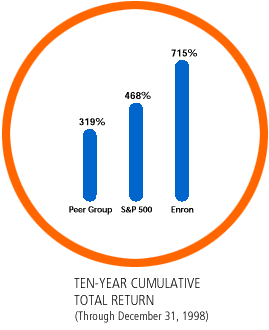 715%
468%
319%
Peer Group S&P 500 Enron
TEN-YEAR CUMULATIVE
TOTAL RETURN
(Through December 31, 1998)